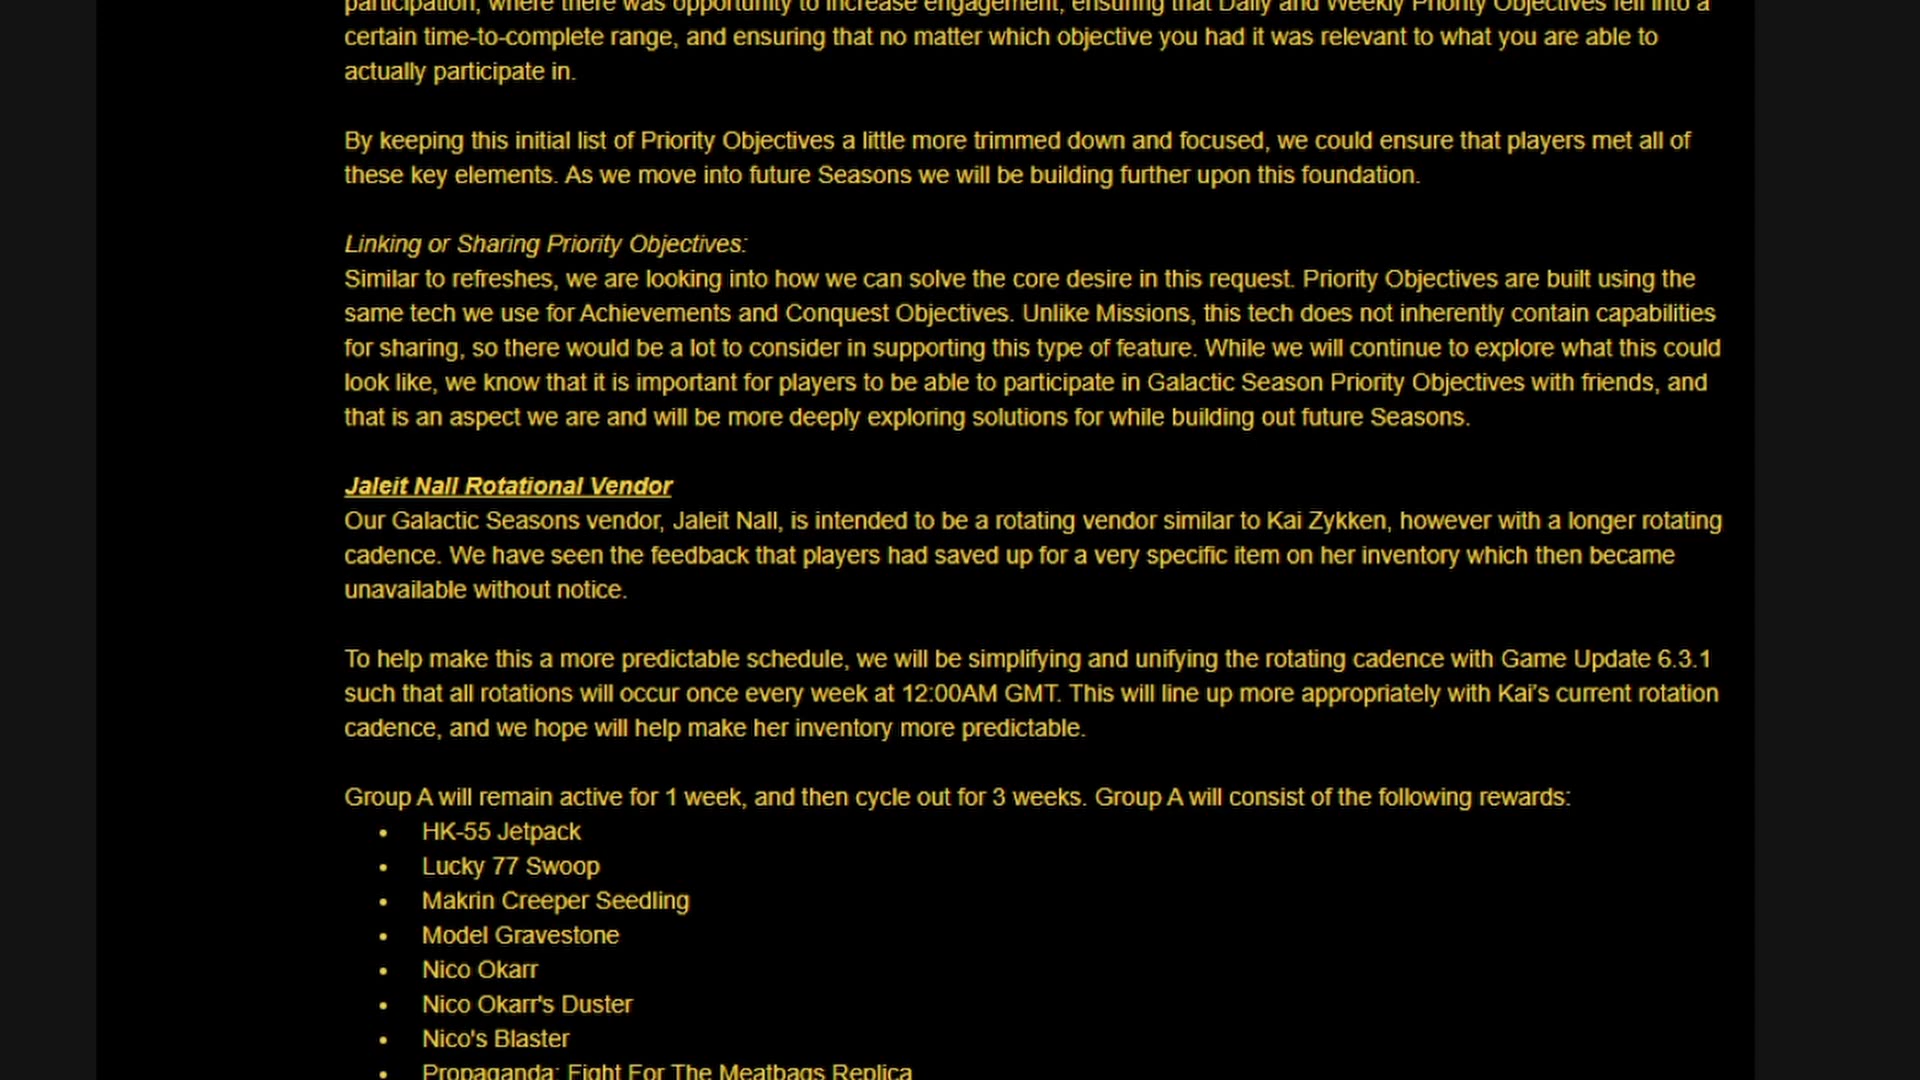 participation, where there was opportunity to increase engagement, ensuring that Daily and Weekly Priority Objectives fell into a
certain time-to-complete range, and ensuring that no matter which objective you had it was relevant to what you are able to
actually participate in.
By keeping this initial list of Priority Objectives a little more trimmed down and focused, we could ensure that players met all of
these key elements. As we move into future Seasons we will be building further upon this foundation.
Linking or Sharing Priority Objectives:
Similar to refreshes, we are looking into how we can solve the core desire in this request. Priority Objectives are built using the
same tech we use for Achievements and Conquest Objectives. Unlike Missions, this tech does not inherently contain capabilities
for sharing, so there would be a lot to consider in supporting this type of feature. While we will continue to explore what this could
look like, we know that it is important for players to be able to participate in Galactic Season Priority Objectives with friends, and
that is an aspect we are and will be more deeply exploring solutions for while building out future Seasons.
Jaleit Nall Rotational Vendor
Our Galactic Seasons vendor, Jaleit Nall, is intended to be a rotating vendor similar to Kai Zykken, however with a longer rotating
cadence. We have seen the feedback that players had saved up for a very specific item on her inventory which then became
unavailable without notice.
To help make this a more predictable schedule, we will be simplifying and unifying the rotating cadence with Game Update 6.3.1
such that all rotations will occur once every week at 12:00AM GMT. This will line up more appropriately with Kai's current rotation
cadence, and we hope will help make her inventory more predictable.
Group A will remain active for 1 week, and then cycle out for 3 weeks. Group A will consist of the following rewards:
• HK-55 Jetpack
• Lucky 77 Swoop
• Makrin Creeper Seedling
• Model Gravestone
• Nico Okarr
• Nico Okarr's Duster
• Nico's Blaster
• Propaganda: Fight For The Meatbags Replica